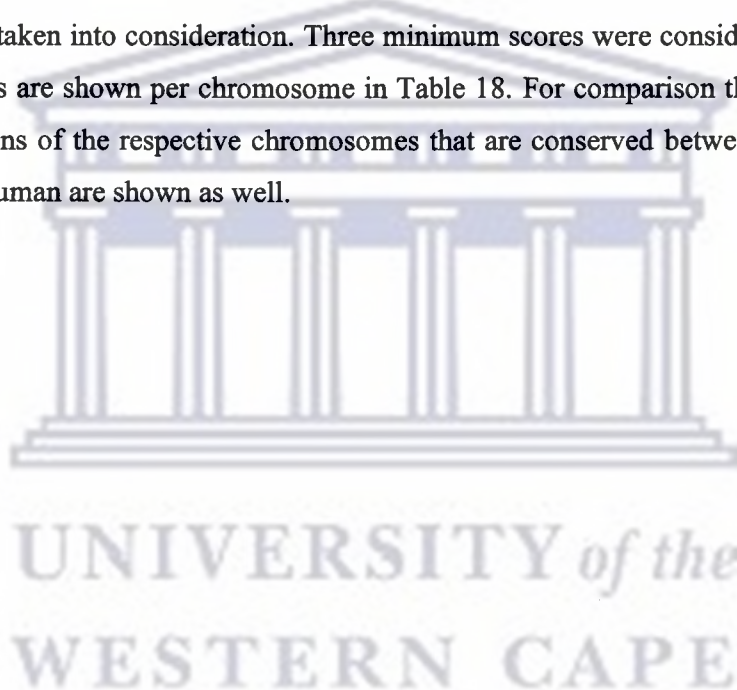 taken into consideration. Three minimum scores were consid
s are shown per chromosome in Table 18. For comparison th
ns of the respective chromosomes that are conserved betwe
uman are shown as well.
UNIVERSITY of the
WESTERN CAPE